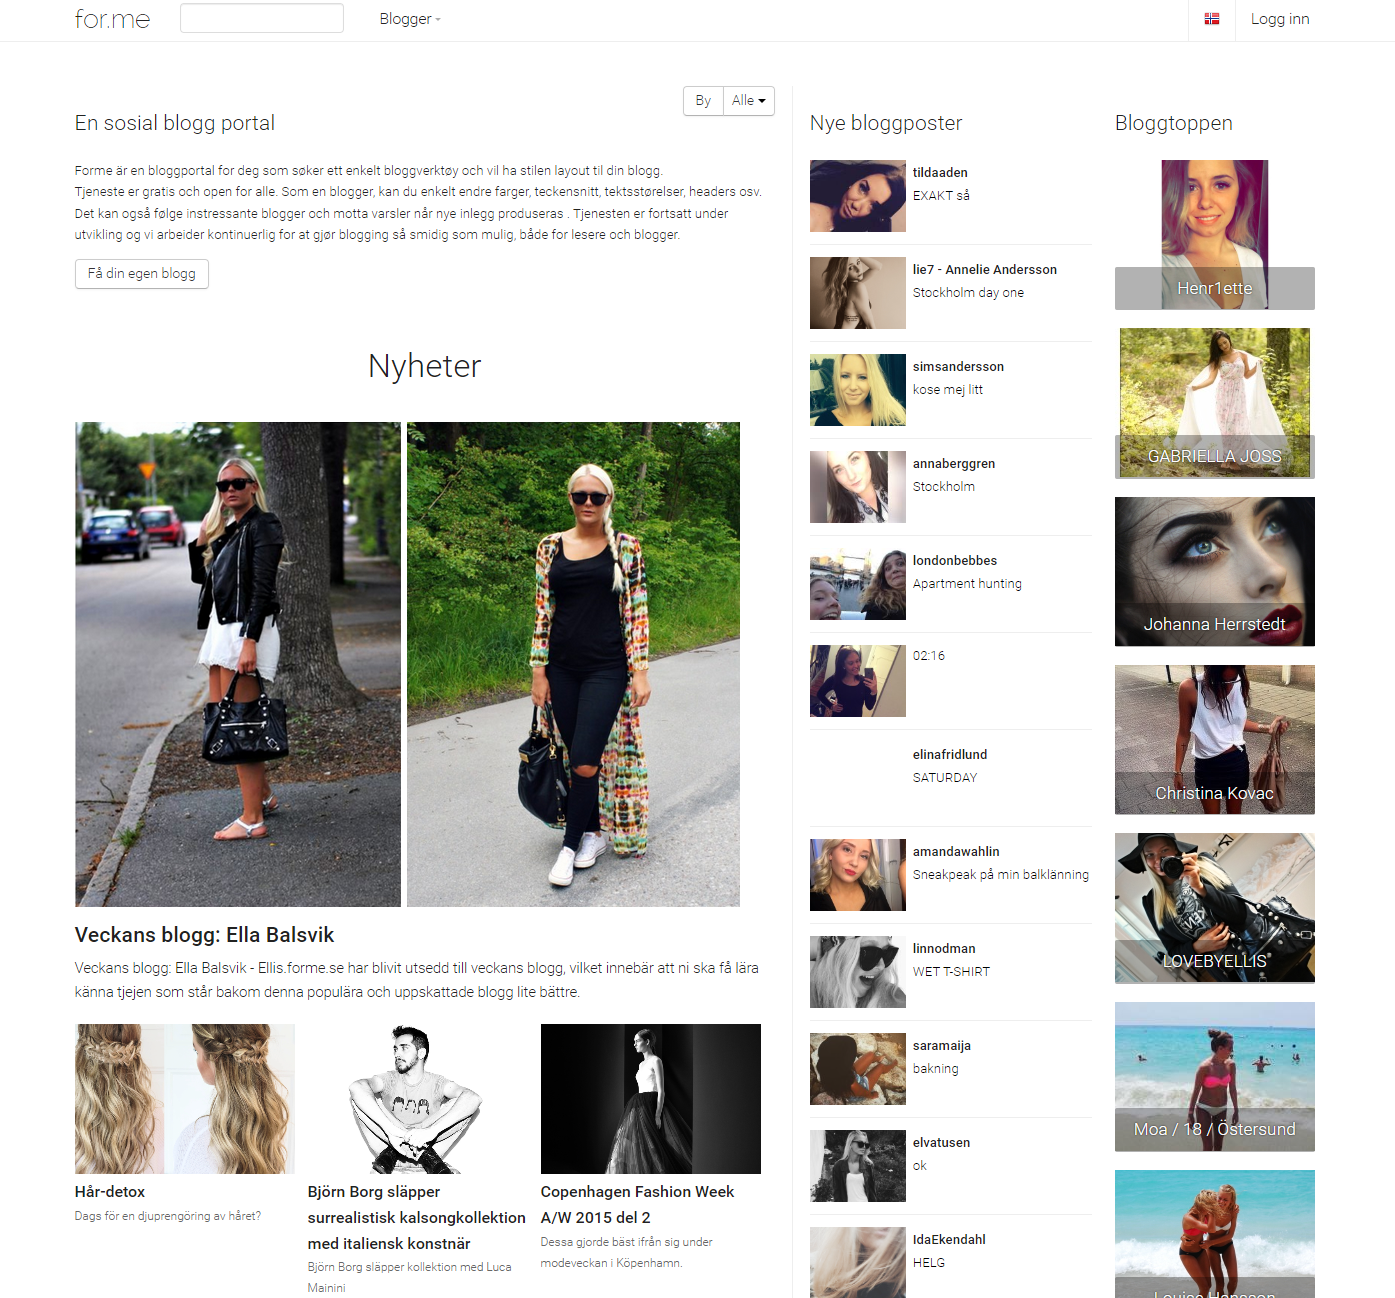 for.me
Blogger
Logg inn
By
Alle
En sosial blogg portal
Forme är en bloggportal for deg som søker ett enkelt bloggverktøy och vil ha stilen layout til din blogg.
Tjeneste er gratis och open for alle. Som en blogger, kan du enkelt endre farger, teckensnitt, tektsstørelser, headers osv.
Det kan også følge instressante blogger och motta varsler når nye inlegg produseras . Tjenesten er fortsatt under
utvikling og vi arbeider kontinuerlig for at gjør blogging så smidig som mulig, både for lesere och blogger.
Få din egen blogg
Nyheter
Veckans blogg: Ella Balsvik
Veckans blogg: Ella Balsvik - Ellis.forme.se har blivit utsedd till veckans blogg, vilket innebär att ni ska få lära
känna tjejen som står bakom denna populära och uppskattade blogg lite bättre.
Hår-detox
Dags för en djuprengöring av håret?
Björn Borg släpper
surrealistisk kalsongkollektion
med italiensk konstnär
Björn Borg släpper kollektion med Luca
Mainini
Copenhagen Fashion Week
A/W 2015 del 2
Dessa gjorde bäst ifrån sig under
modeveckan i Köpenhamn.
Nye bloggposter
tildaaden
EXAKT så
lie7 - Annelie Andersson
Stockholm day one
simsandersson
kose mej litt
annaberggren
Stockholm
londonbebbes
Apartment hunting
02:16
elinafridlund
SATURDAY
amandawahlin
Sneakpeak på min balklänning
linnodman
WET T-SHIRT
saramaija
bakning
elvatusen
ok
IdaEkendahl
HELG
Bloggtoppen
Henr1ette
GABRIELLA JOSS
Johanna Herrstedt
Christina Kovac
LOVEBYELLIS
Moa / 18 / Östersund
Louise Hansson